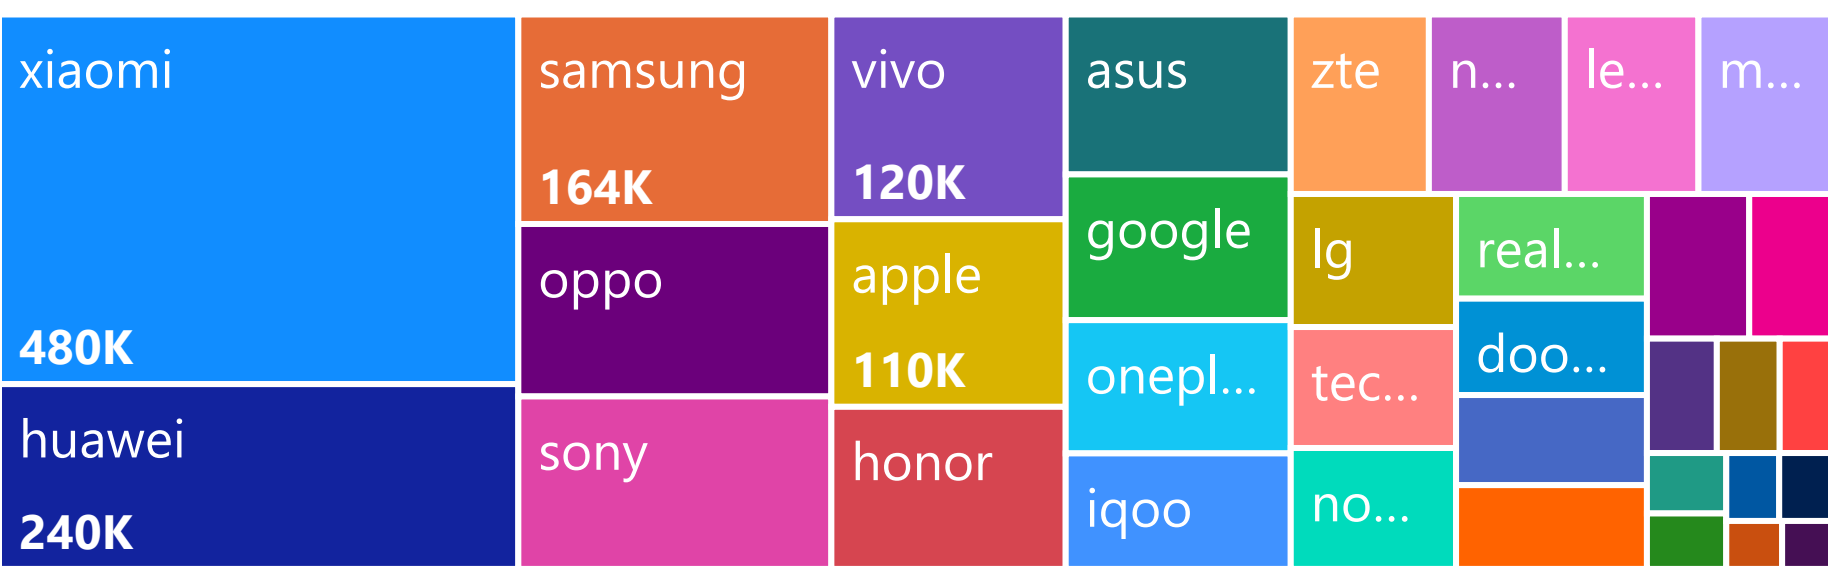 xiaomi
480K
huawei
240K
samsung
164K
oppo
sony
vivo
120K
apple
110K
honor
asus
google
onepl...
iqoo
zte
n...
le...
m...
lg
tec...
no...
real...
doo...